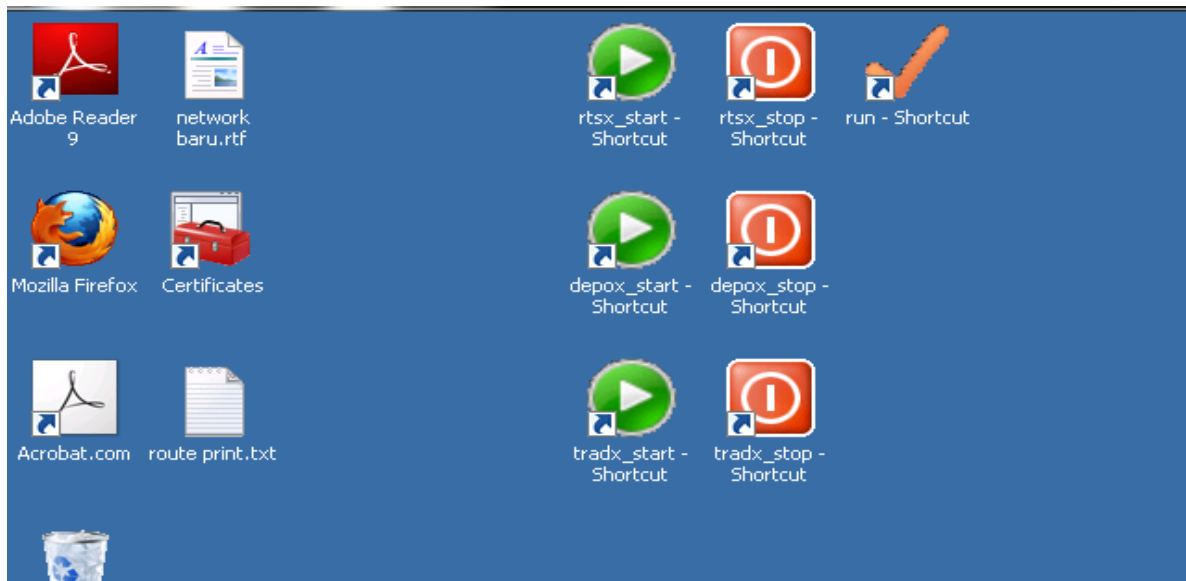 Adobe Reader
9
network
baru.rtf
rtsx_start -
Shortcut
rtsx_stop -
Shortcut
run - Shortcut
Mozilla Firefox
Certificates
depox_start -
Shortcut
depox_stop -
Shortcut
Acrobat.com
route print.txt
tradx_start -
Shortcut
tradx_stop -
Shortcut